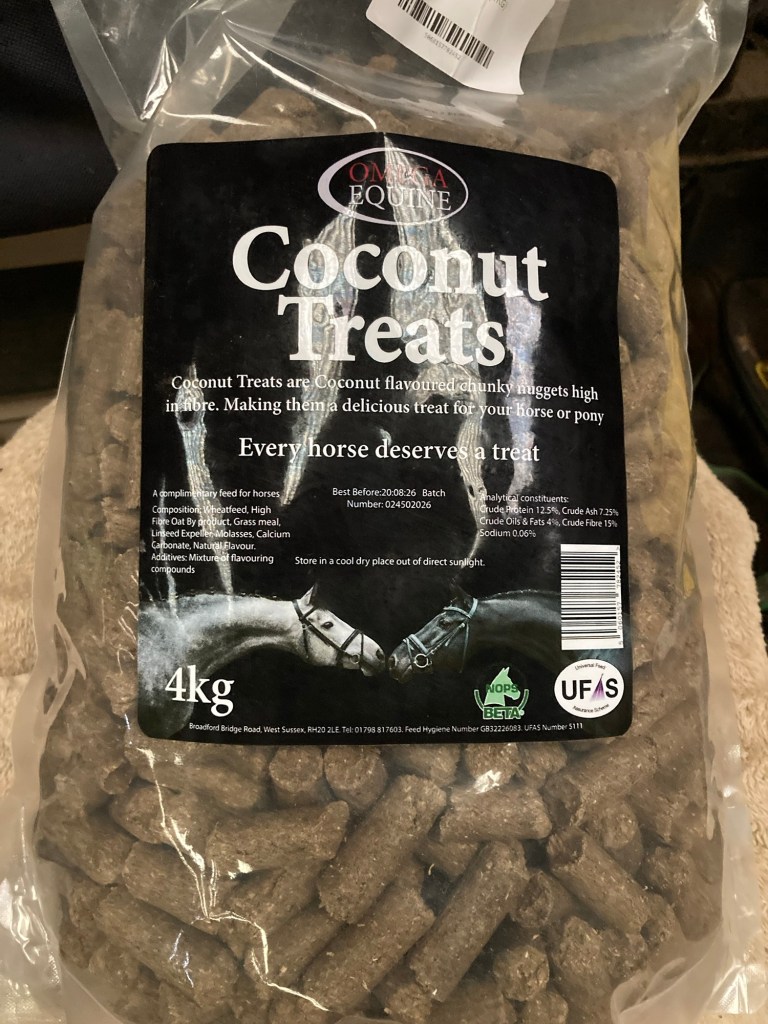 OMEGA
EQUINE
Coconut
Treats
Coconut Treats are Coconut flavoured chunky nuggets high
in fibre. Making them a delicious treat for your horse or pony
Every horse deserves a treat
A complimentary feed for horses
Composition: Wheatfeed, High
Fibre Oat By product, Grass meal,
Linseed Expeller, Molasses, Calcium
Carbonate, Natural Flavour.
Additives: Mixture of flavouring
compounds
Best Before:20:08:26 Batch
Number: 024502026
Analytical constituents:
Crude Protein 12.5%, Crude Ash 7.25%
Crude Oils & Fats 4%, Crude Fibre 15%
Sodium 0.06%
Store in a cool dry place out of direct sunlight.
4kg
NOPS
BETA
Universal Feed
UFAS
Assurance Scheme
Broadford Bridge Road, West Sussex, RH20 2LE. Tel: 01798 817603. Feed Hygiene Number GB32226083. UFAS Number 5111